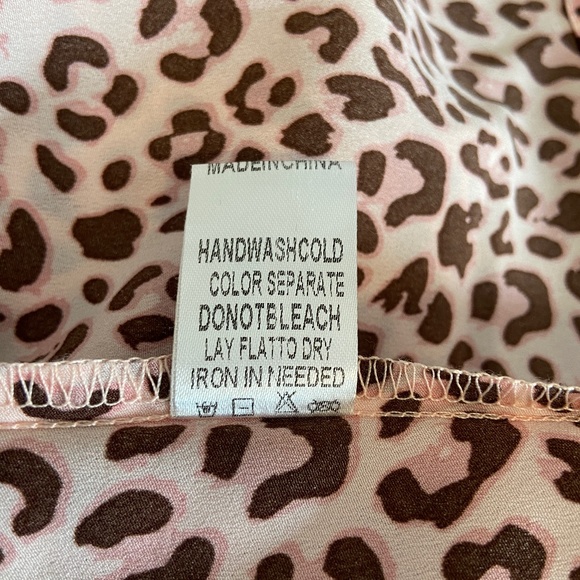 MADEINCHINA
HANDWASHCOLD
COLOR SEPARATE
DONOTBLEACH
LAY FLATTO DRY
IRON IN NEEDED